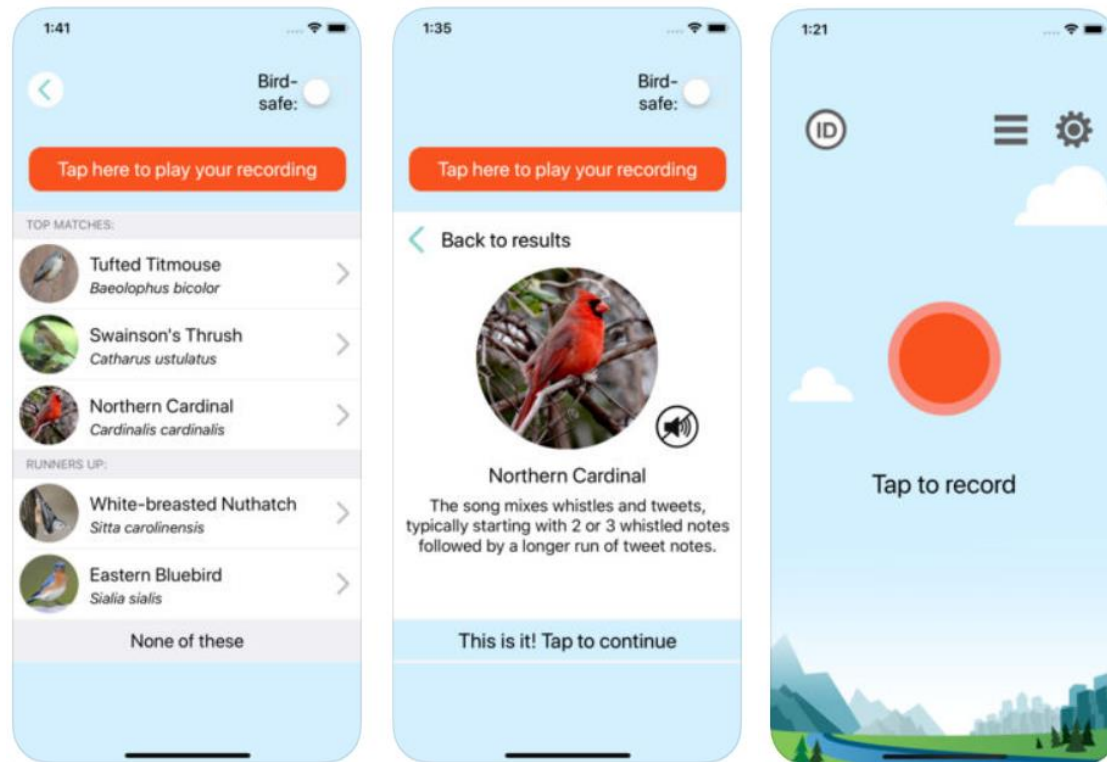 1:41
Bird-
safe:
Tap here to play your recording
TOP MATCHES:
Tufted Titmouse
Baeolophus bicolor
Swainson's Thrush
Catharus ustulatus
Northern Cardinal
Cardinalis cardinalis
RUNNERS UP:
White-breasted Nuthatch
Sitta carolinensis
Eastern Bluebird
Sialia sialis
None of these
1:35
Bird-
safe:
Tap here to play your recording
Back to results
Northern Cardinal
The song mixes whistles and tweets,
typically starting with 2 or 3 whistled notes
followed by a longer run of tweet notes.
This is it! Tap to continue
1:21
ID
Tap to record